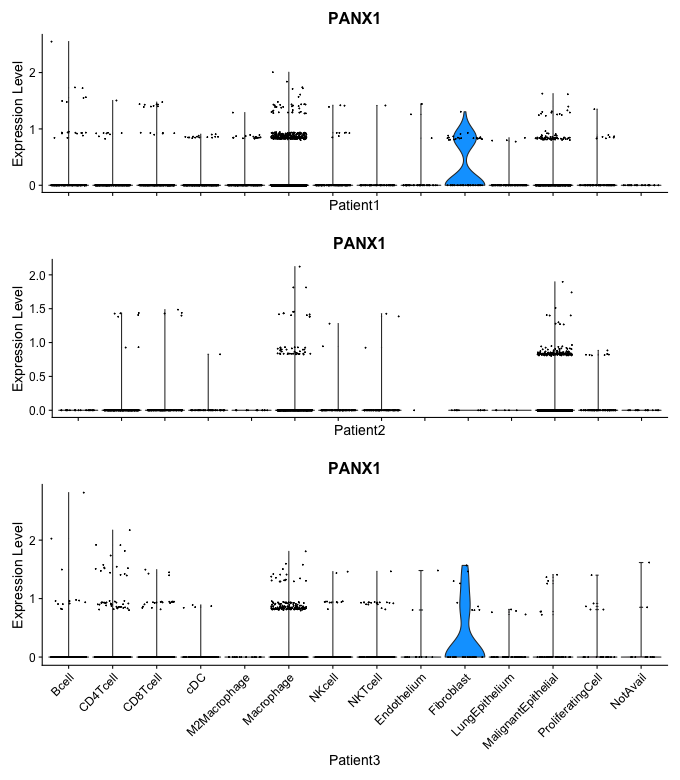 PANX1
Expression Level
2
1
0
Patient1
PANX1
Expression Level
2.0
1.5
1.0
0.5
0.0
Patient2
PANX1
Expression Level
2
1
0
Bcell
CD4Tcell
CD8Tcell
cDC
M2Macrophage
Macrophage
NKcell
NKTcell
Endothelium
Fibroblast
LungEpithelium
MalignantEpithelial
ProliferatingCell
NotAvail
Patient3